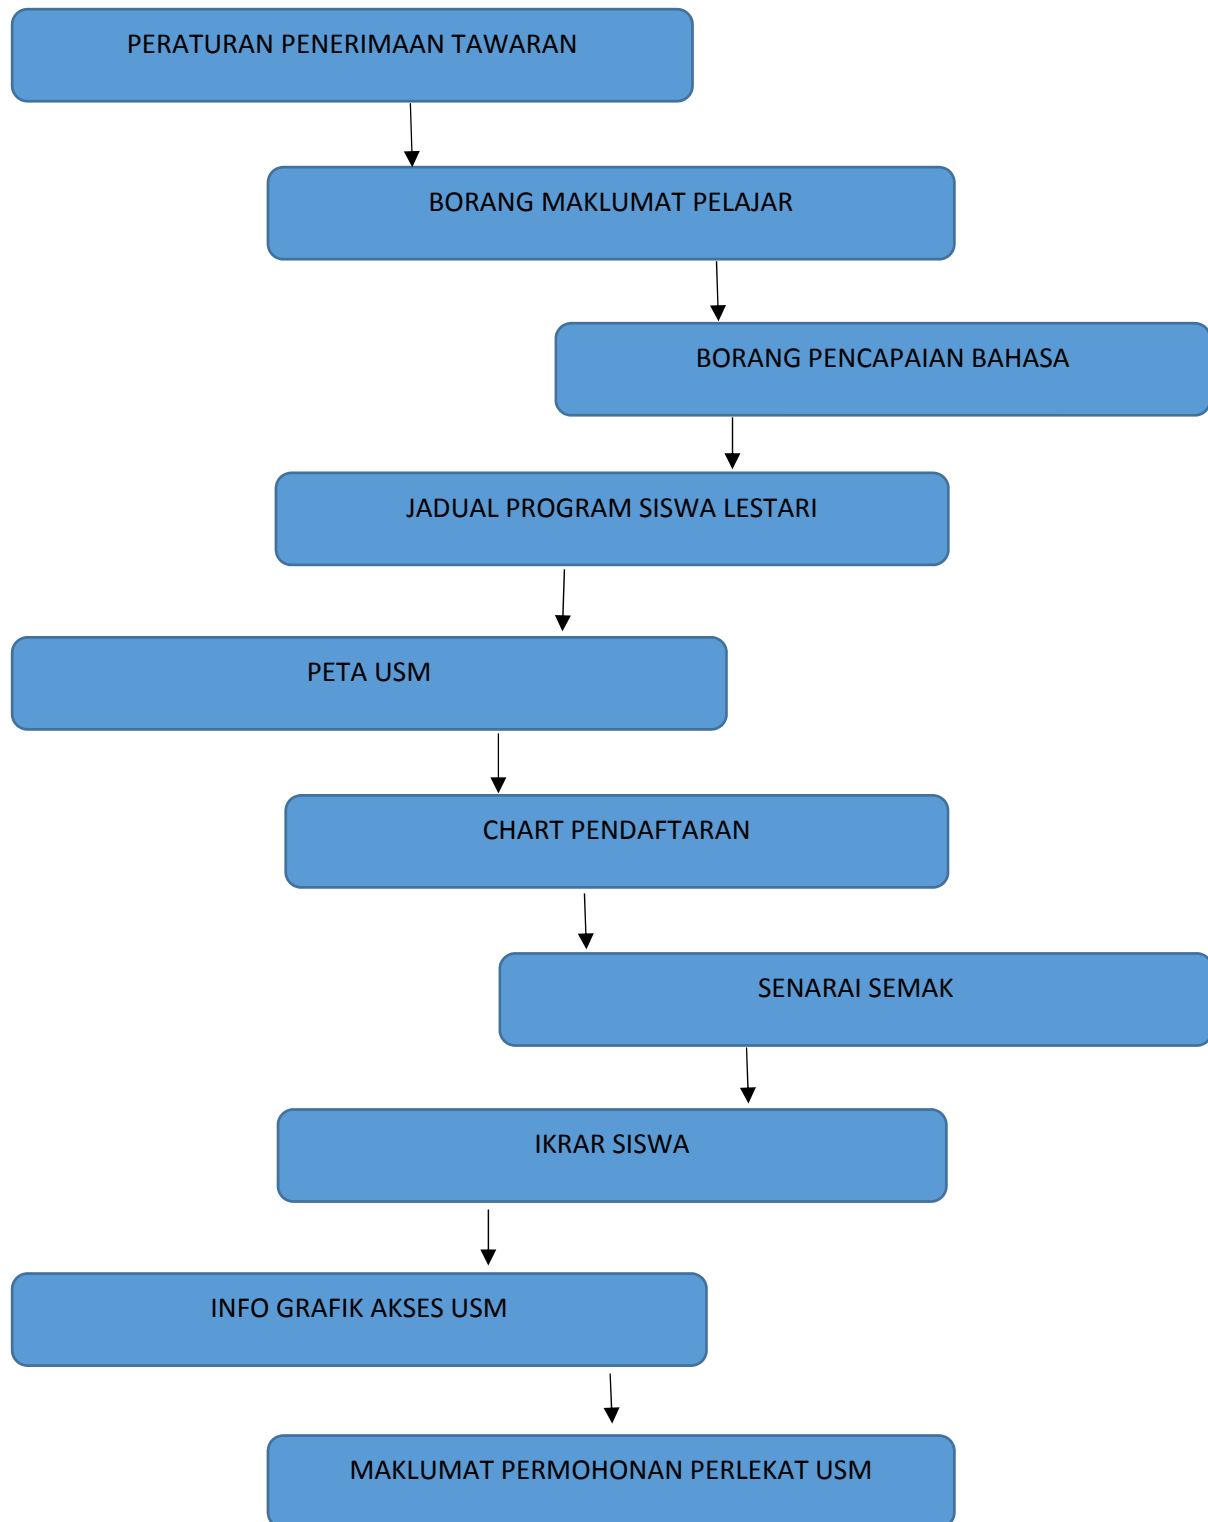 PERATURAN PENERIMAAN TAWARAN
BORANG MAKLUMAT PELAJAR
BORANG PENCAPAIAN BAHASA
JADUAL PROGRAM SISWA LESTARI
PETA USM
CHART PENDAFTARAN
SENARAI SEMAK
IKRAR SISWA
INFO GRAFIK AKSES USM
MAKLUMAT PERMOHONAN PERLEKAT USM